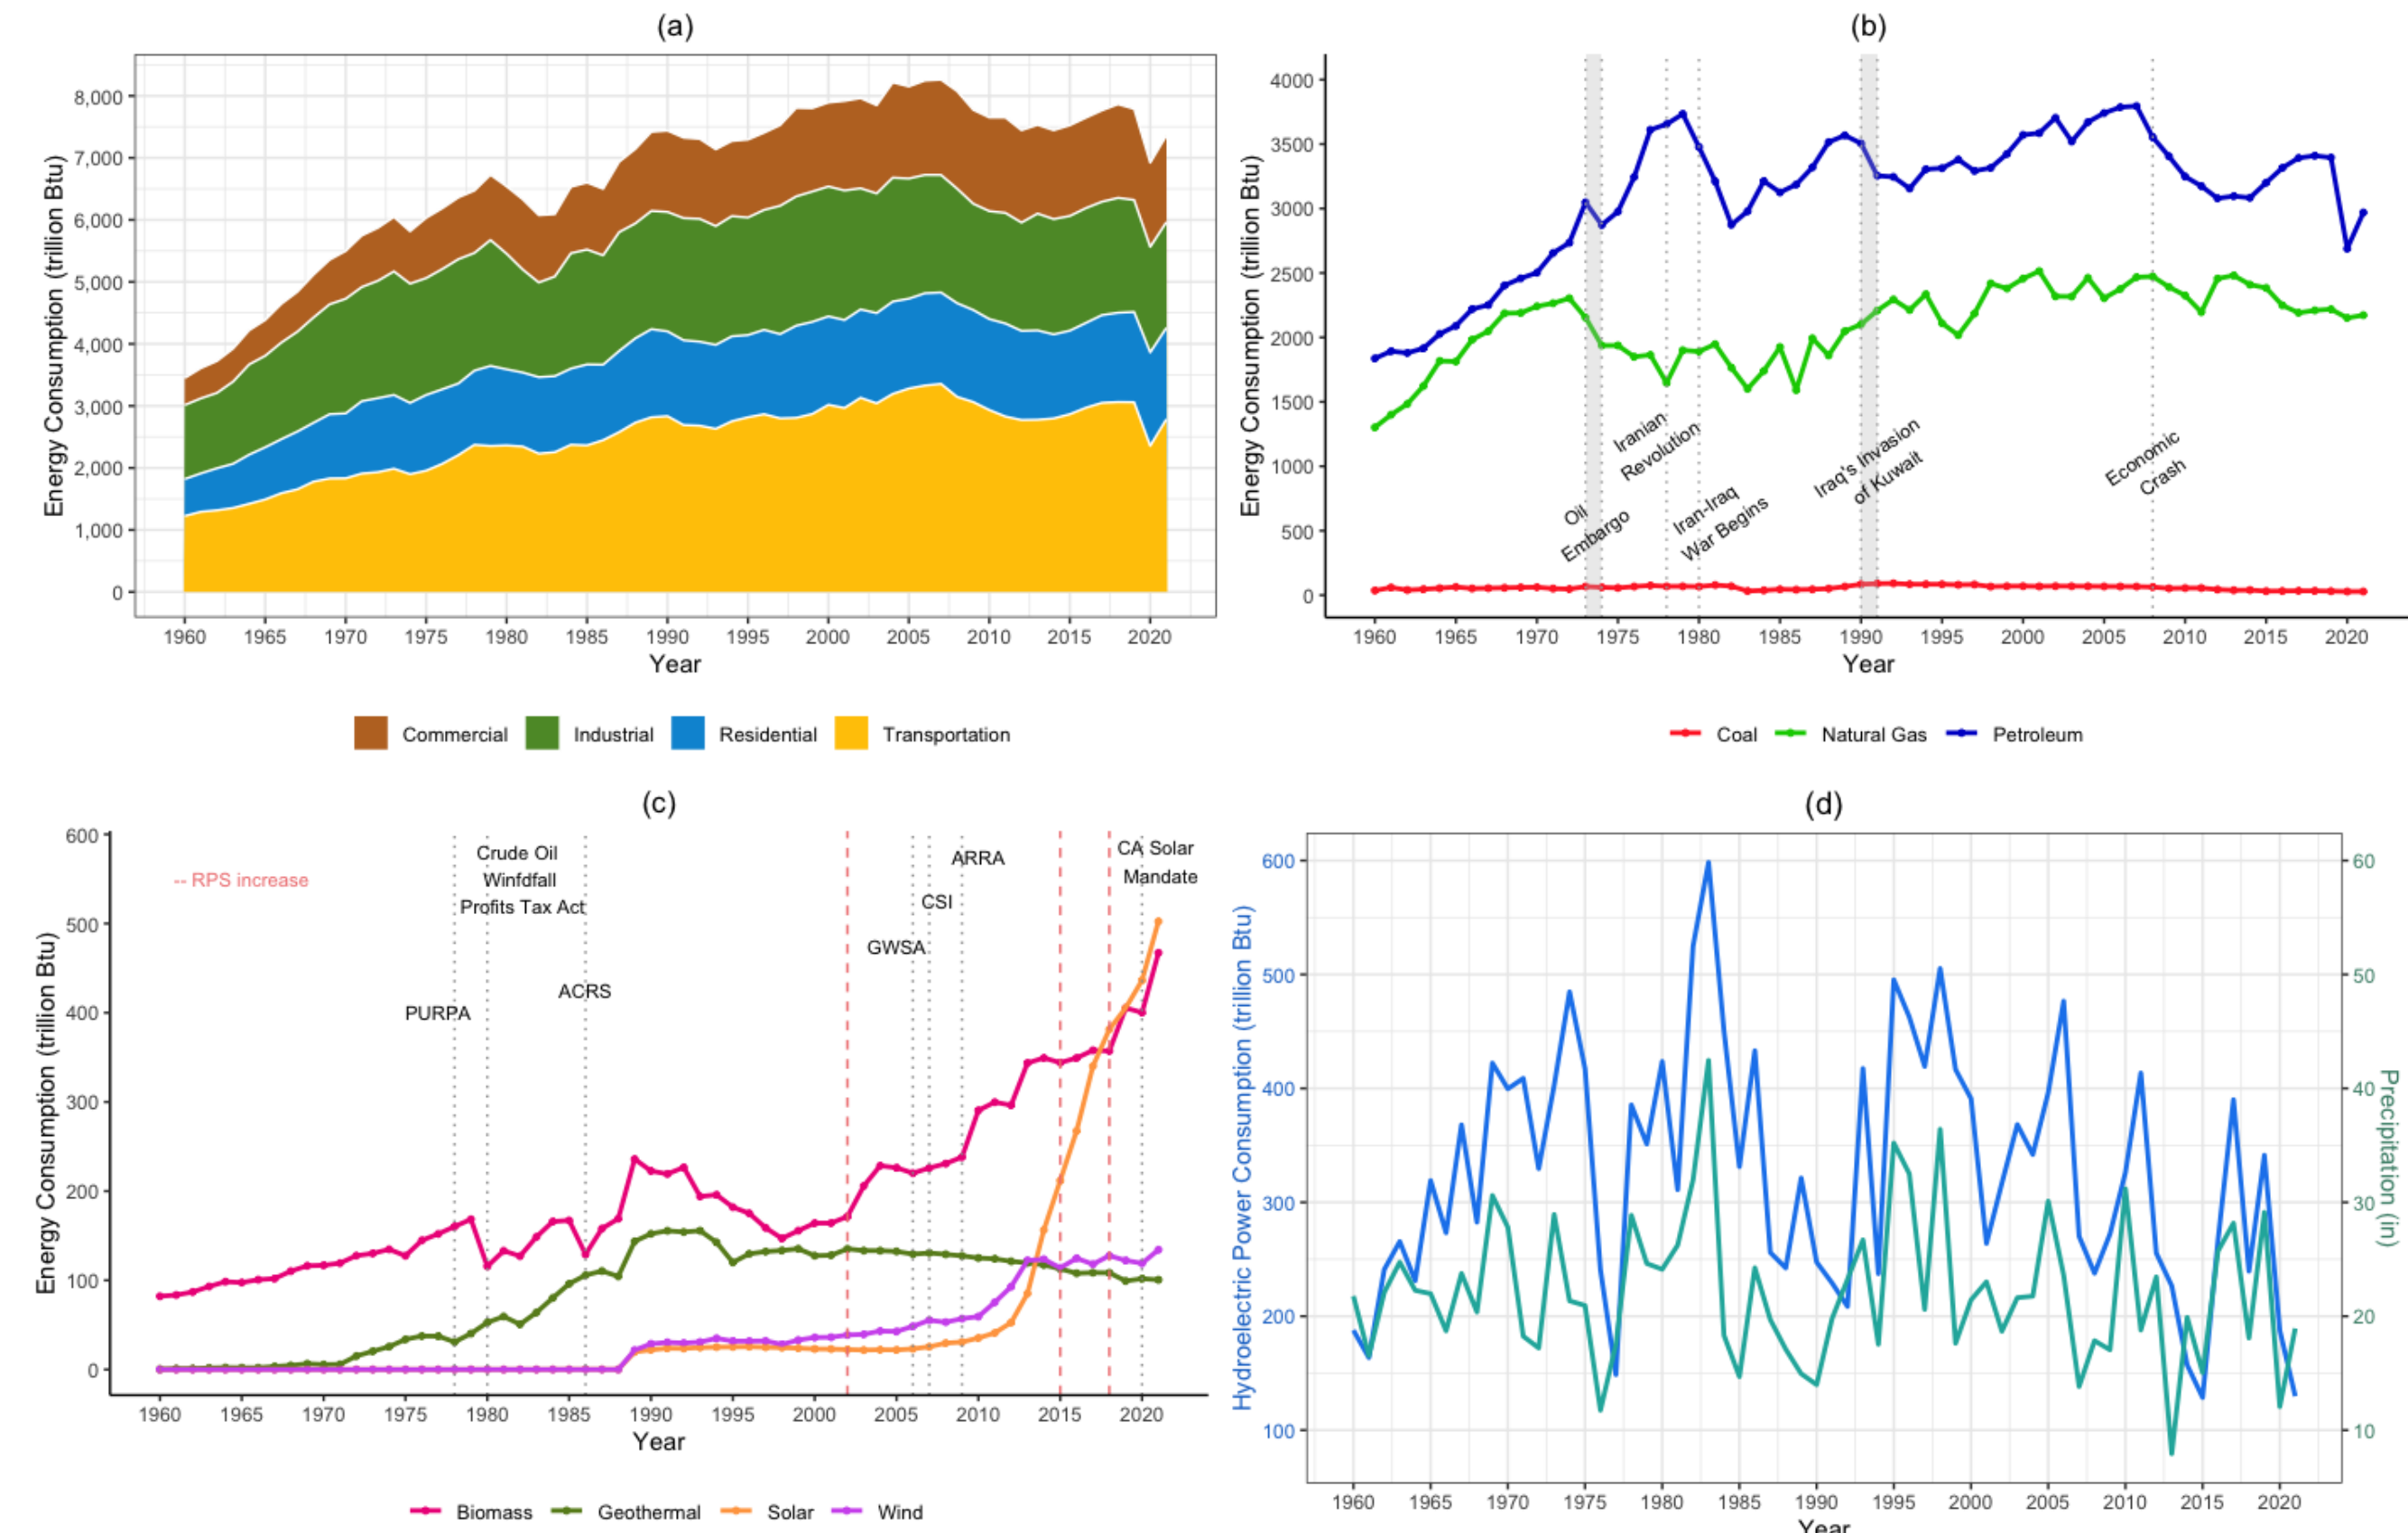 (a)
Energy Consumption (trillion Btu)
8,000
7,000
6,000
5,000
4,000
3,000
2,000
1,000
0
1960 1965 1970 1975 1980 1985 1990 1995 2000 2005 2010 2015 2020
Year
Commercial Industrial Residential Transportation
(b)
Energy Consumption (trillion Btu)
4000
3500
3000
2500
2000
1500
1000
500
0
Oil
Embargo
Iranian
Revolution
Iran-Iraq
War Begins
Iraq's Invasion
of Kuwait
Economic
Crash
1960 1965 1970 1975 1980 1985 1990 1995 2000 2005 2010 2015 2020
Year
Coal Natural Gas Petroleum
(c)
Energy Consumption (trillion Btu)
600
500
400
300
200
100
0
-- RPS increase
PURPA
Crude Oil
Winfdfall
Profits Tax Act
ACRS
GWSA
CSI
ARRA
CA Solar
Mandate
1960 1965 1970 1975 1980 1985 1990 1995 2000 2005 2010 2015 2020
Year
Biomass Geothermal Solar Wind
(d)
Hydroelectric Power Consumption (trillion Btu)
600
500
400
300
200
100
60
50
40
30
20
10
Precipitation (in)
1960 1965 1970 1975 1980 1985 1990 1995 2000 2005 2010 2015 2020
Year